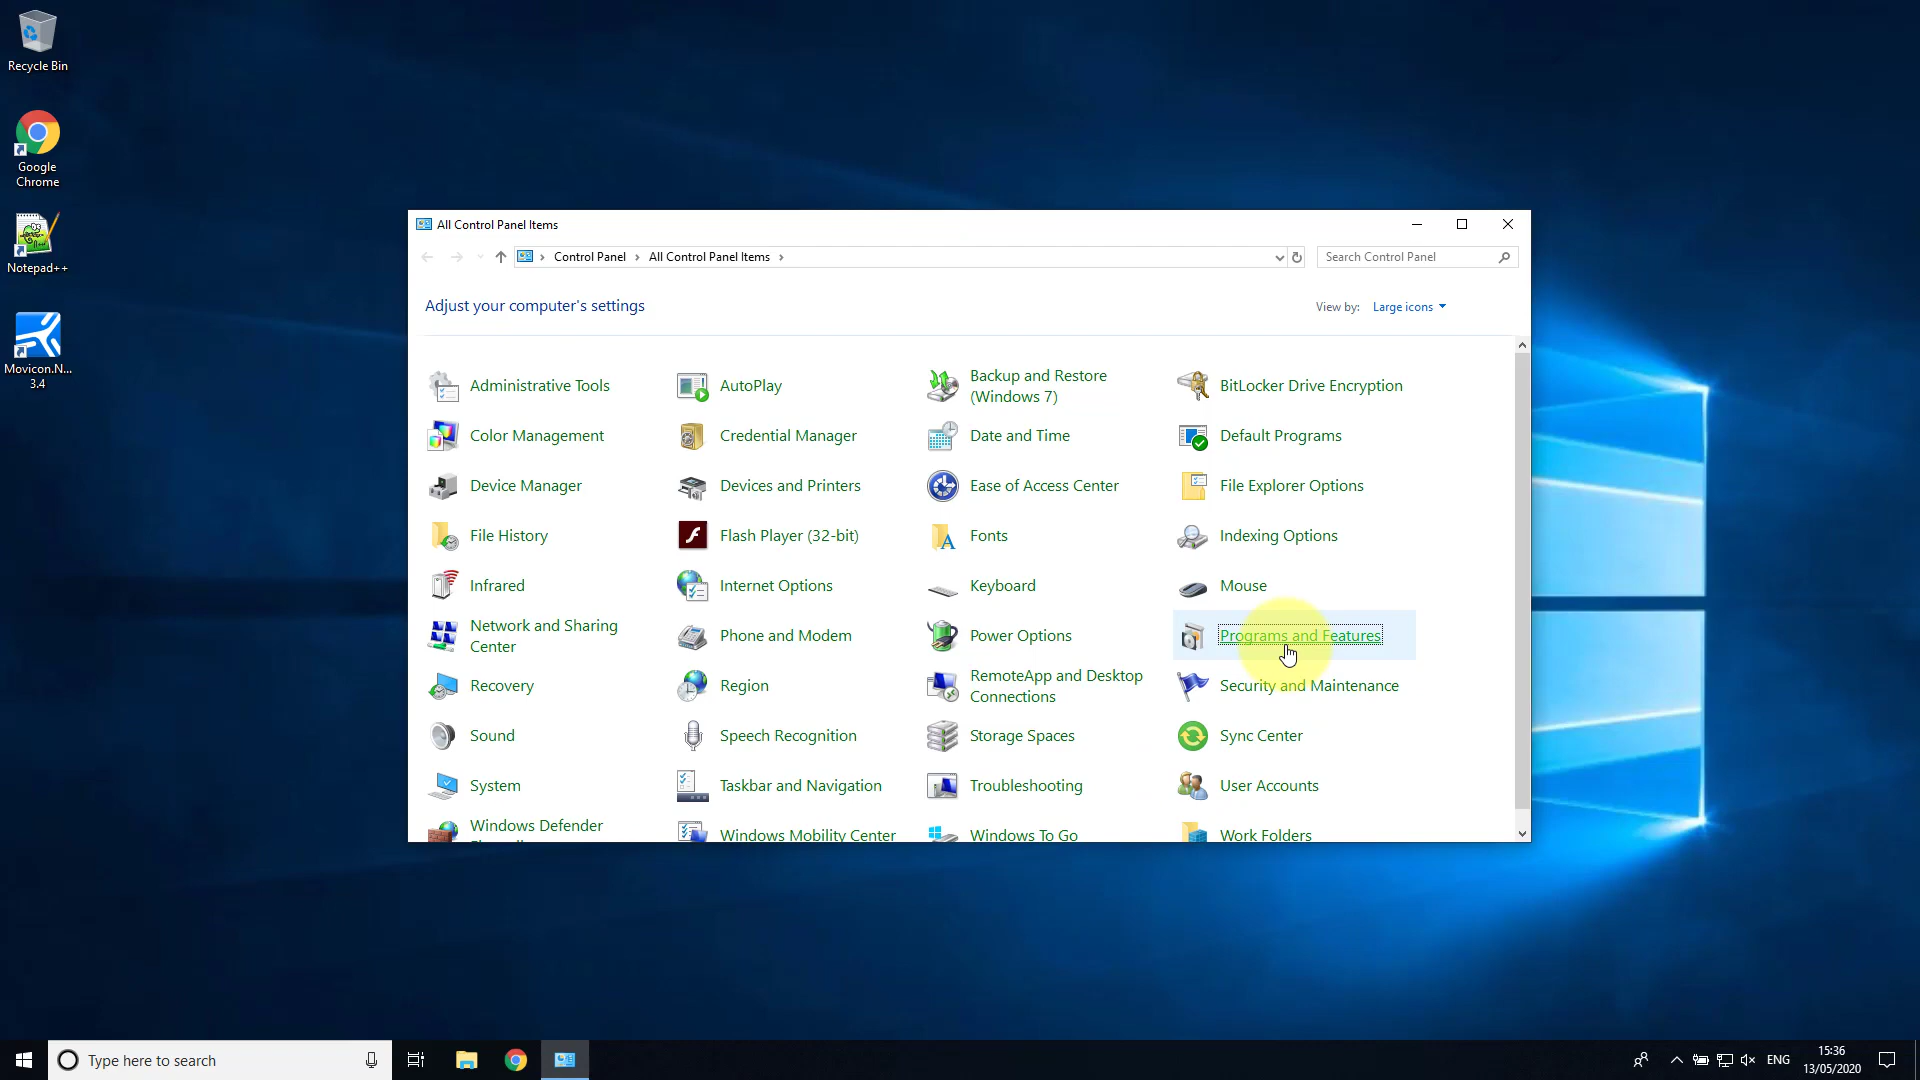 Recycle Bin
Google
Chrome
Notepad++
Movicon.N...
3.4
All Control Panel Items
Control Panel
All Control Panel Items
Search Control Panel
Adjust your computer's settings
View by:
Large icons
Administrative Tools
AutoPlay
Backup and Restore
(Windows 7)
BitLocker Drive Encryption
Color Management
Credential Manager
Date and Time
Default Programs
Device Manager
Devices and Printers
Ease of Access Center
File Explorer Options
File History
Flash Player (32-bit)
Fonts
Indexing Options
Infrared
Internet Options
Keyboard
Mouse
Network and Sharing
Center
Phone and Modem
Power Options
Programs and Features
Recovery
Region
RemoteApp and Desktop
Connections
Security and Maintenance
Sound
Speech Recognition
Storage Spaces
Sync Center
System
Taskbar and Navigation
Troubleshooting
User Accounts
Windows Defender
Windows Mobility Center
Windows To Go
Work Folders
Type here to search
ENG
15:36
13/05/2020